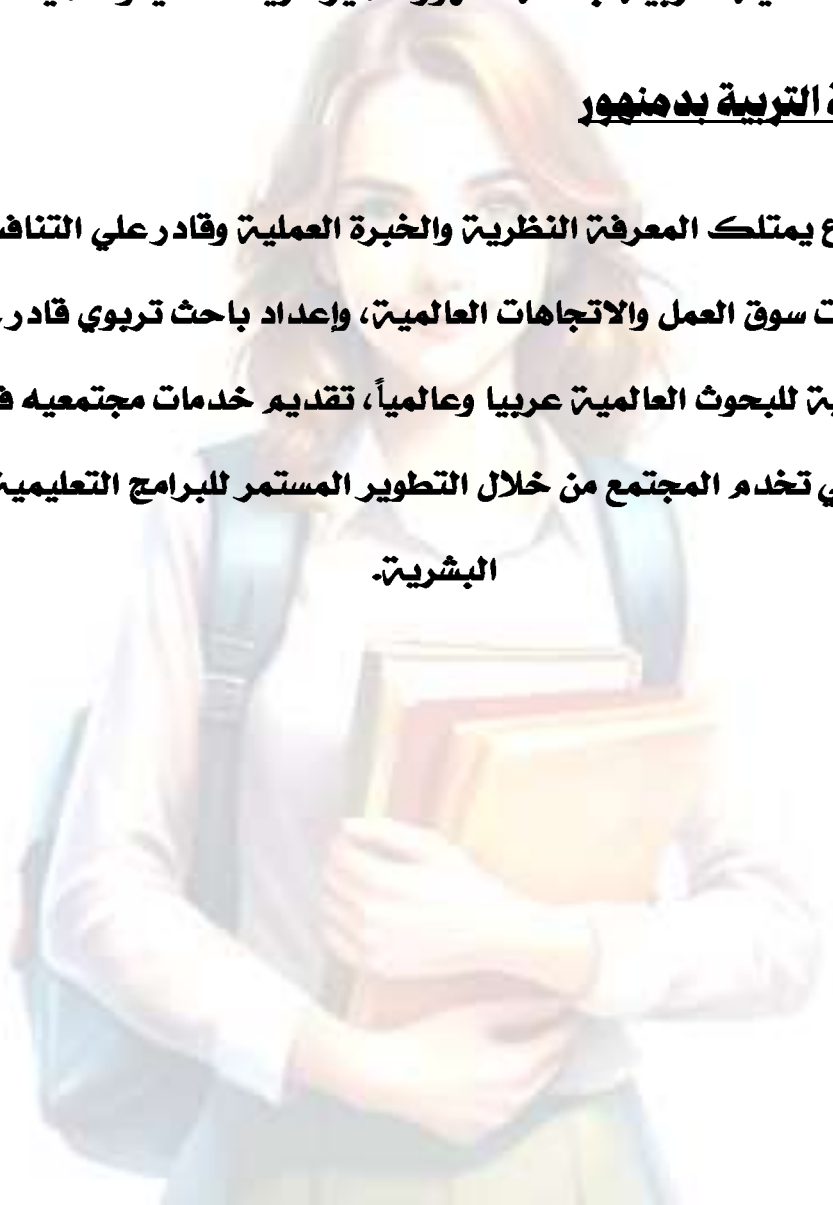 التربية بدمنهور
يمتلك المعرفة النظرية والخبرة العملية وقادر علي
سوق العمل والاتجاهات العالمية، وإعداد باحث تربوي قادر
للبحوث العالمية عربيا وعالمياً، تقديم خدمات مجتمعيه
تخدم المجتمع من خلال التطوير المستمر للبرامج التعليمية
البشرية.